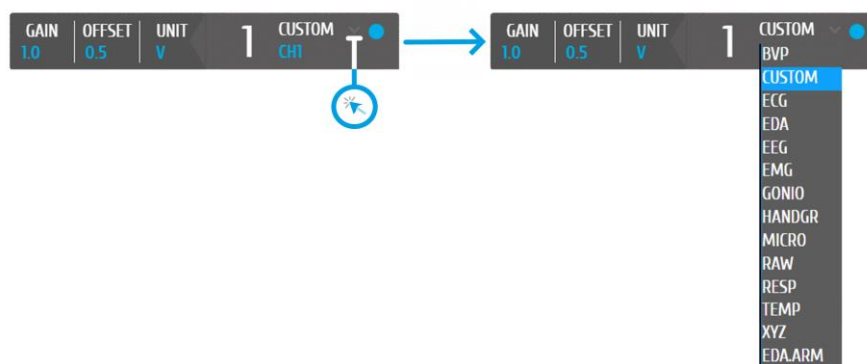 GAIN OFFSET UNIT 1 CUSTOM
1.0 0.5 V CH1
GAIN OFFSET UNIT 1 CUSTOM
1.0 0.5 V BVP
CUSTOM
ECG
EDA
EEG
EMG
GONIO
HANDGR
MICRO
RAW
RESP
TEMP
XYZ
EDA.ARM